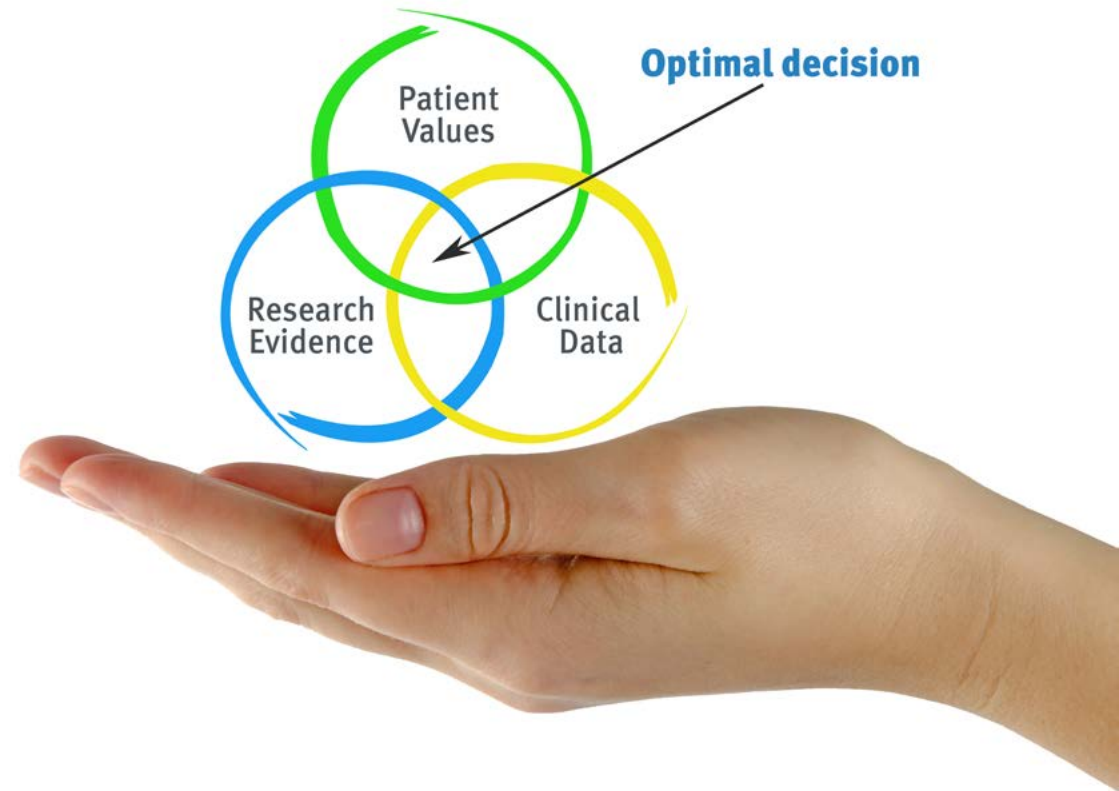 Optimal decision
Patient
Values
Research
Evidence
Clinical
Data